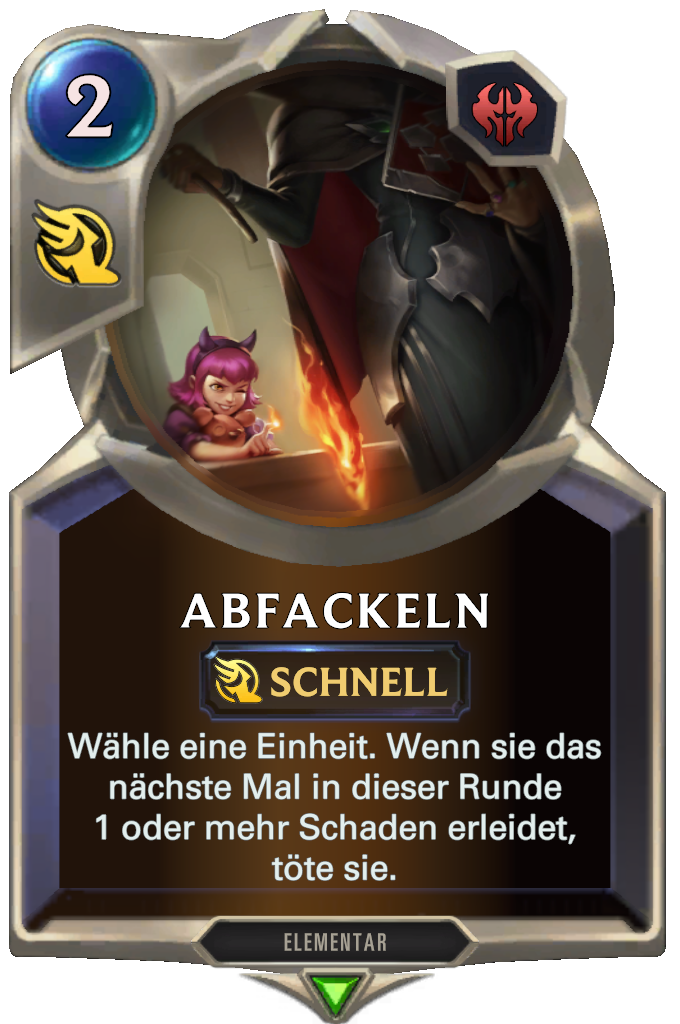 2
ABFACKELN
SCHNELL
Wähle eine Einheit. Wenn sie das
nächste Mal in dieser Runde
1 oder mehr Schaden erleidet,
töte sie.
ELEMENTAR